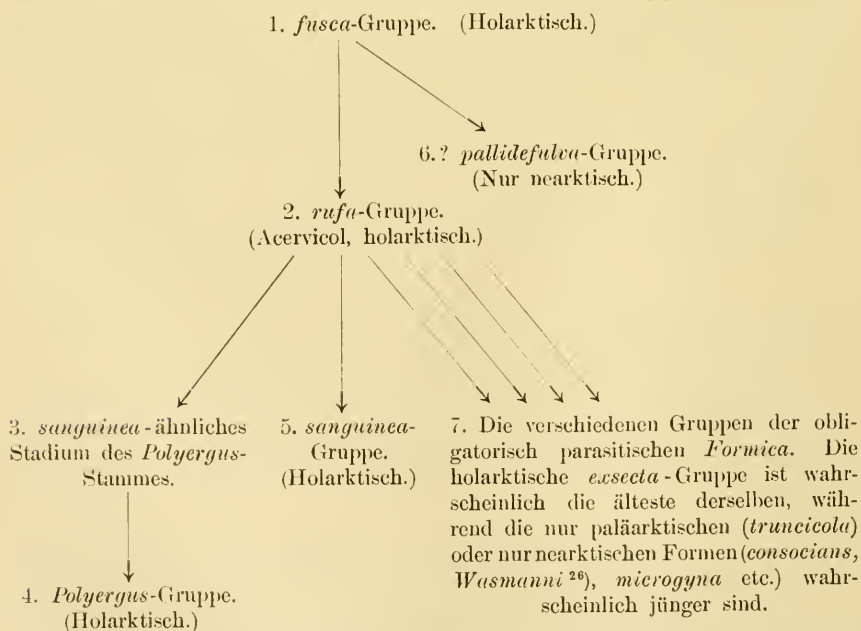 1. fusca-Gruppe. (Holarktisch.)
6.? pallidefulva-Gruppe.
(Nur nearktisch.)
2. rufa-Gruppe.
(Acervicol, holarktisch.)
3. sanguinea-ähnliches
Stadium des Polyergus-
Stammes.
4. Polyergus-Gruppe.
(Holarktisch.)
5. sanguinea-
Gruppe.
(Holarktisch.)
7. Die verschiedenen Gruppen der obli-
gatorisch parasitischen Formica. Die
holarktische exsecta-Gruppe ist wahr-
scheinlich die älteste derselben, wäh-
rend die nur paläarktischen (truncicola)
oder nur nearktischen Formen (consocians,
Wasmanni 26), microgyna etc.) wahr-
scheinlich jünger sind.